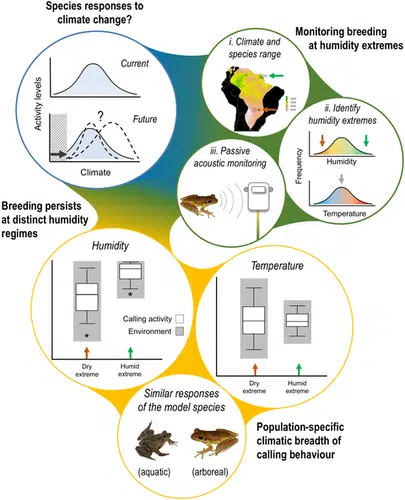 Species responses to
climate change?
Current
Activity levels
?
Future
Climate
Monitoring breeding
at humidity extremes
i. Climate and
species range
ii. Identify
humidity extremes
Frequency
Humidity
Temperature
iii. Passive
acoustic monitoring
Breeding persists
at distinct humidity
regimes
Humidity
*
*
Calling activity
Environment
Dry
extreme
Humid
extreme
Temperature
Dry
extreme
Humid
extreme
Similar responses
of the model species
(aquatic)
(arboreal)
Population-specific
climatic breadth of
calling behaviour